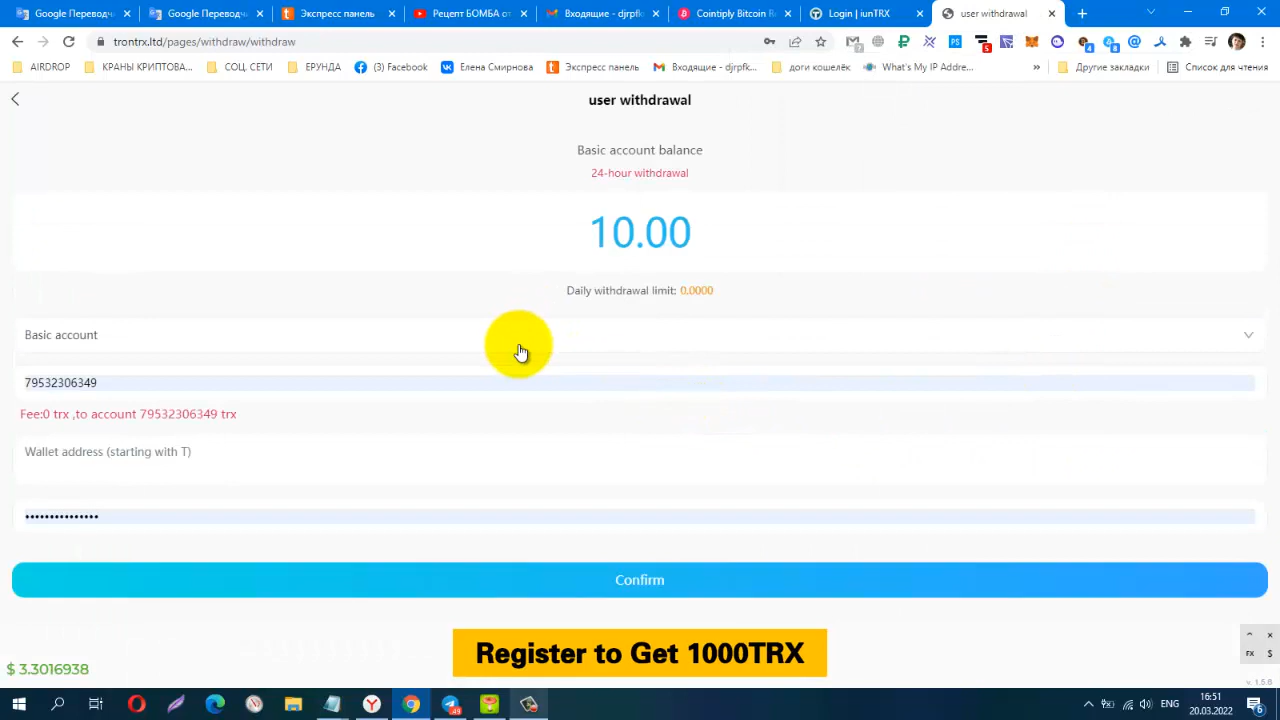 Google Переводч
Google Переводч
Экспресс панель
Рецепт БОМБА от
Входящие - djrpfk
Cointiply Bitcoin R
Login | iunTRX
user withdrawal
trontrx.ltd/pages/withdraw/withdraw
AIRDROP
КРАНЫ КРИПТОВА...
СОЦ. СЕТИ
ЕРУНДА
(3) Facebook
Елена Смирнова
Экспресс панель
Входящие - djrpfk...
доги кошелёк
What's My IP Addre...
»
Другие закладки
Список для чтения
user withdrawal
Basic account balance
24-hour withdrawal
10.00
Daily withdrawal limit: 0.0000
Basic account
79532306349
Fee:0 trx ,to account 79532306349 trx
Wallet address (starting with T)
•••••••••••••••
Confirm
Register to Get 1000TRX
$ 3.3016938
FX $
v. 1.5.6
16:51
ENG
20.03.2022